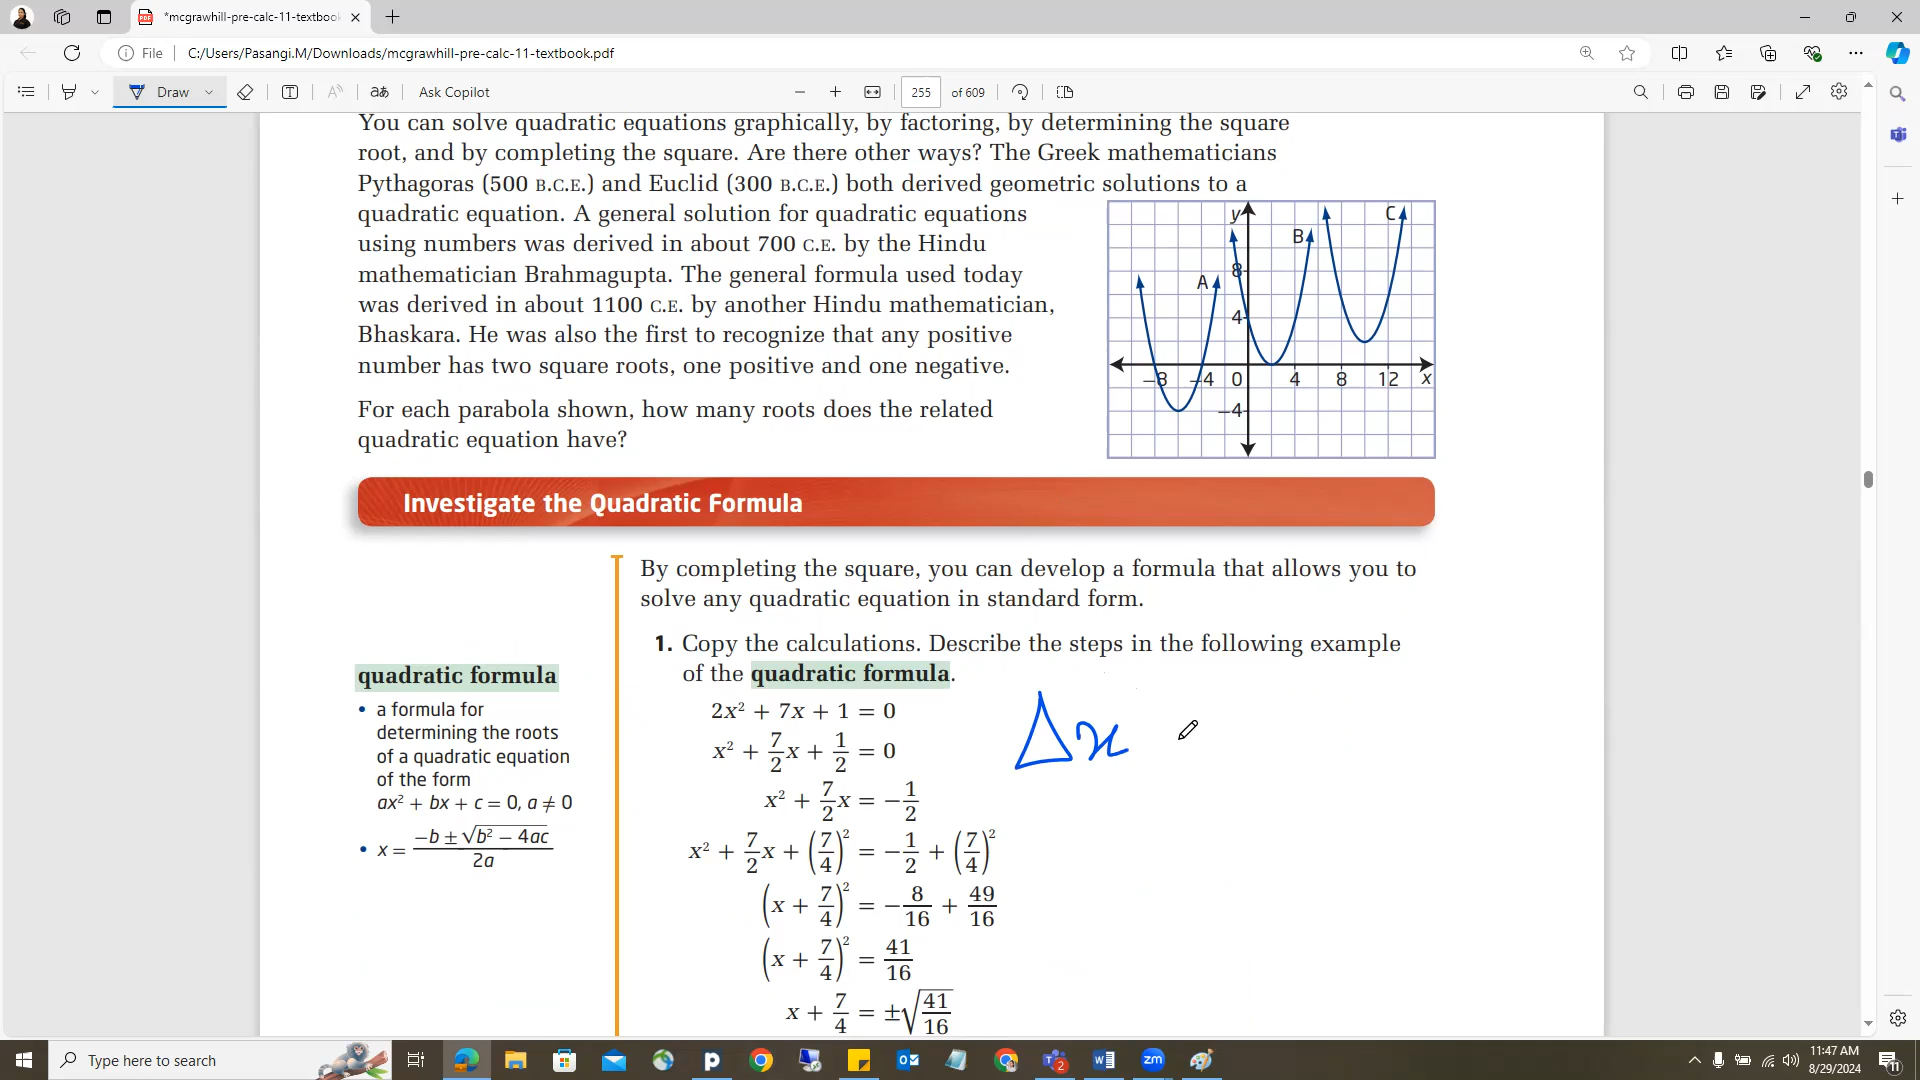 *mcgrawhill-pre-calc-11-textbook
File C:/Users/Pasangi.M/Downloads/mcgrawhill-pre-calc-11-textbook.pdf
Draw aあ Ask Copilot 255 of 609
You can solve quadratic equations graphically, by factoring, by determining the square
root, and by completing the square. Are there other ways? The Greek mathematicians
Pythagoras (500 B.C.E.) and Euclid (300 B.C.E.) both derived geometric solutions to a
quadratic equation. A general solution for quadratic equations
using numbers was derived in about 700 C.E. by the Hindu
mathematician Brahmagupta. The general formula used today
was derived in about 1100 C.E. by another Hindu mathematician,
Bhaskara. He was also the first to recognize that any positive
number has two square roots, one positive and one negative.
For each parabola shown, how many roots does the related
quadratic equation have?
y C
B
8
A
4
−8 −4 0 4 8 12 x
−4
Investigate the Quadratic Formula
By completing the square, you can develop a formula that allows you to
solve any quadratic equation in standard form.
1. Copy the calculations. Describe the steps in the following example
of the quadratic formula.
quadratic formula
• a formula for
determining the roots
of a quadratic equation
of the form
ax² + bx + c = 0, a ≠ 0
• x = (−b ± √(b² − 4ac))/(2a)
2x² + 7x + 1 = 0
x² + 7/2 x + 1/2 = 0
x² + 7/2 x = −1/2
x² + 7/2 x + (7/4)² = −1/2 + (7/4)²
(x + 7/4)² = −8/16 + 49/16
(x + 7/4)² = 41/16
x + 7/4 = ±√(41/16)
Δx
Type here to search
11:47 AM
8/29/2024